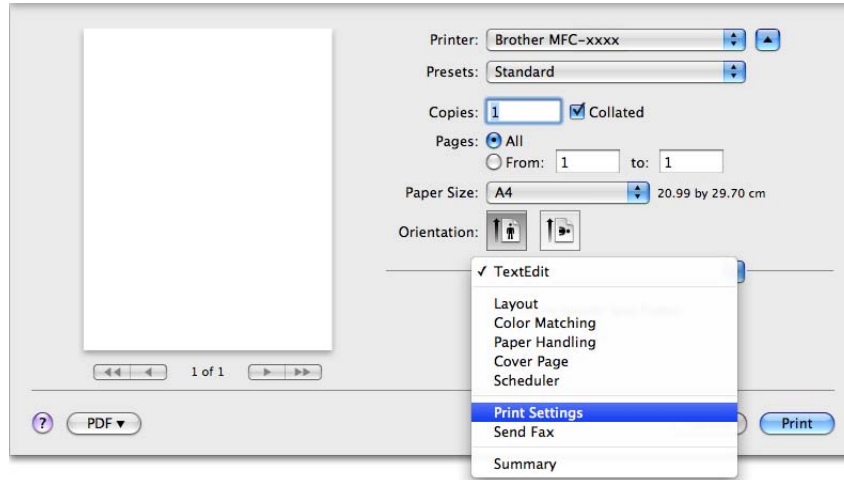 Printer: Brother MFC-xxxx
Presets: Standard
Copies: 1 Collated
Pages: All
From: 1 to: 1
Paper Size: A4 20.99 by 29.70 cm
Orientation:
✓ TextEdit
Layout
Color Matching
Paper Handling
Cover Page
Scheduler
Print Settings
Send Fax
Summary
1 of 1
? PDF ▼ Print